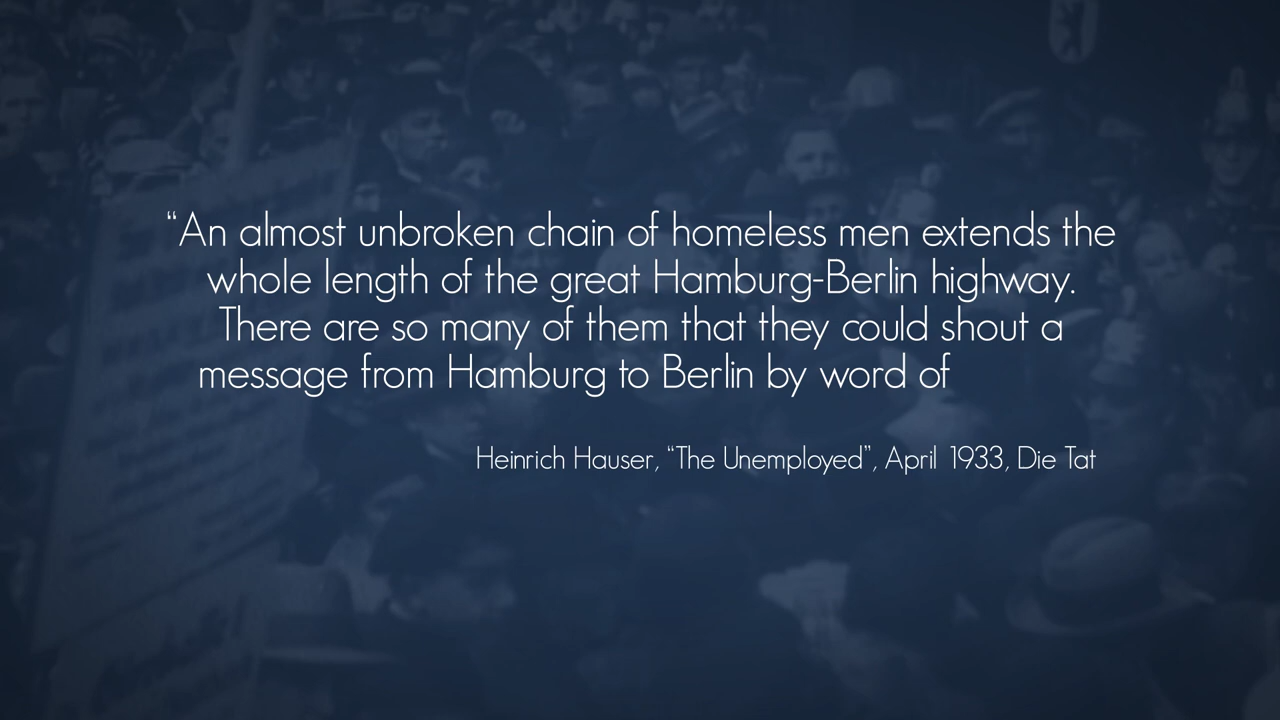 “An almost unbroken chain of homeless men extends the
whole length of the great Hamburg-Berlin highway.
There are so many of them that they could shout a
message from Hamburg to Berlin by word of
Heinrich Hauser, “The Unemployed”, April 1933, Die Tat